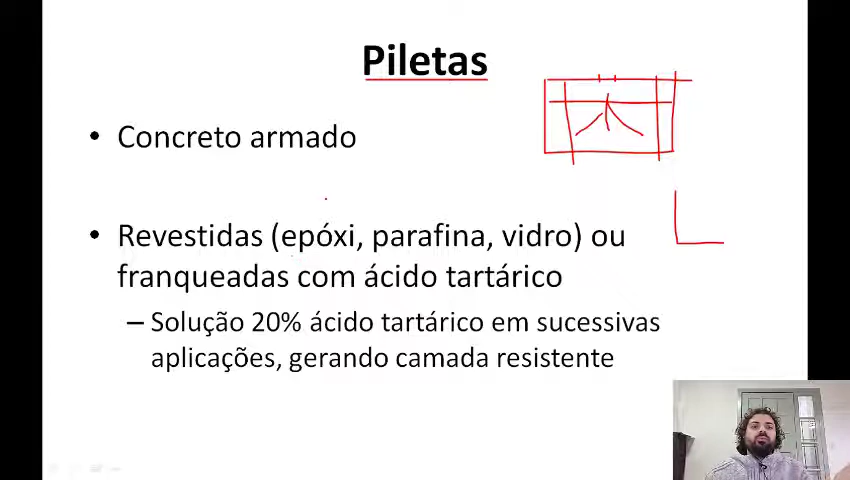 Piletas
• Concreto armado
• Revestidas (epóxi, parafina, vidro) ou
franqueadas com ácido tartárico
– Solução 20% ácido tartárico em sucessivas
aplicações, gerando camada resistente